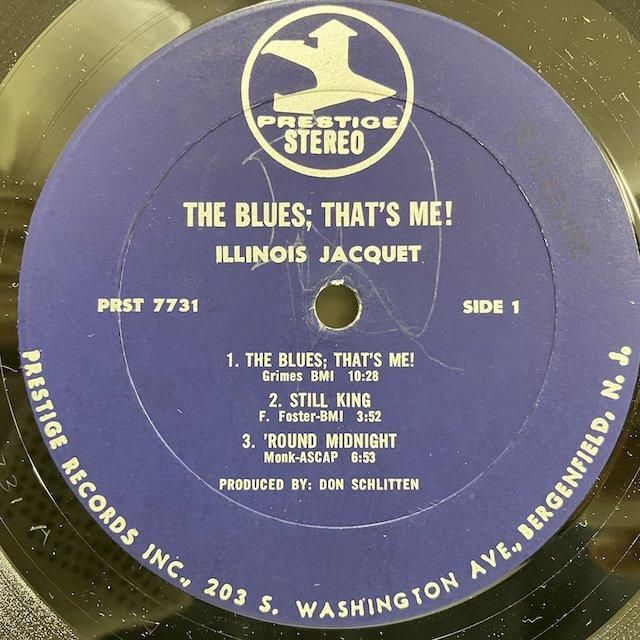 PRESTIGE
STEREO
THE BLUES; THAT'S ME!
ILLINOIS JACQUET
PRST 7731
SIDE 1
1. THE BLUES; THAT'S ME!
Grimes BMI 10:28
2. STILL KING
F. Foster-BMI 3:52
3. 'ROUND MIDNIGHT
Monk-ASCAP 6:53
PRODUCED BY: DON SCHLITTEN
PRESTIGE RECORDS INC., 203 S. WASHINGTON AVE., BERGENFIELD, N. J.